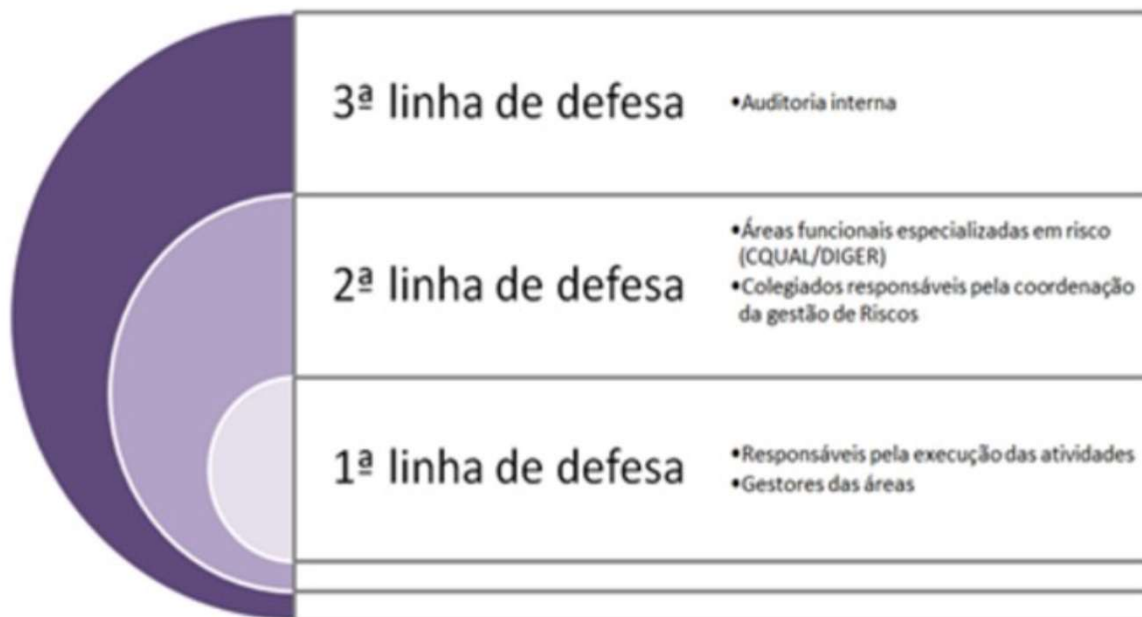 3ª linha de defesa
•Auditoria interna
2ª linha de defesa
•Áreas funcionais especializadas em risco
(CQUAL/DIGER)
•Colegiados responsáveis pela coordenação
da gestão de Riscos
1ª linha de defesa
•Responsáveis pela execução das atividades
•Gestores das áreas